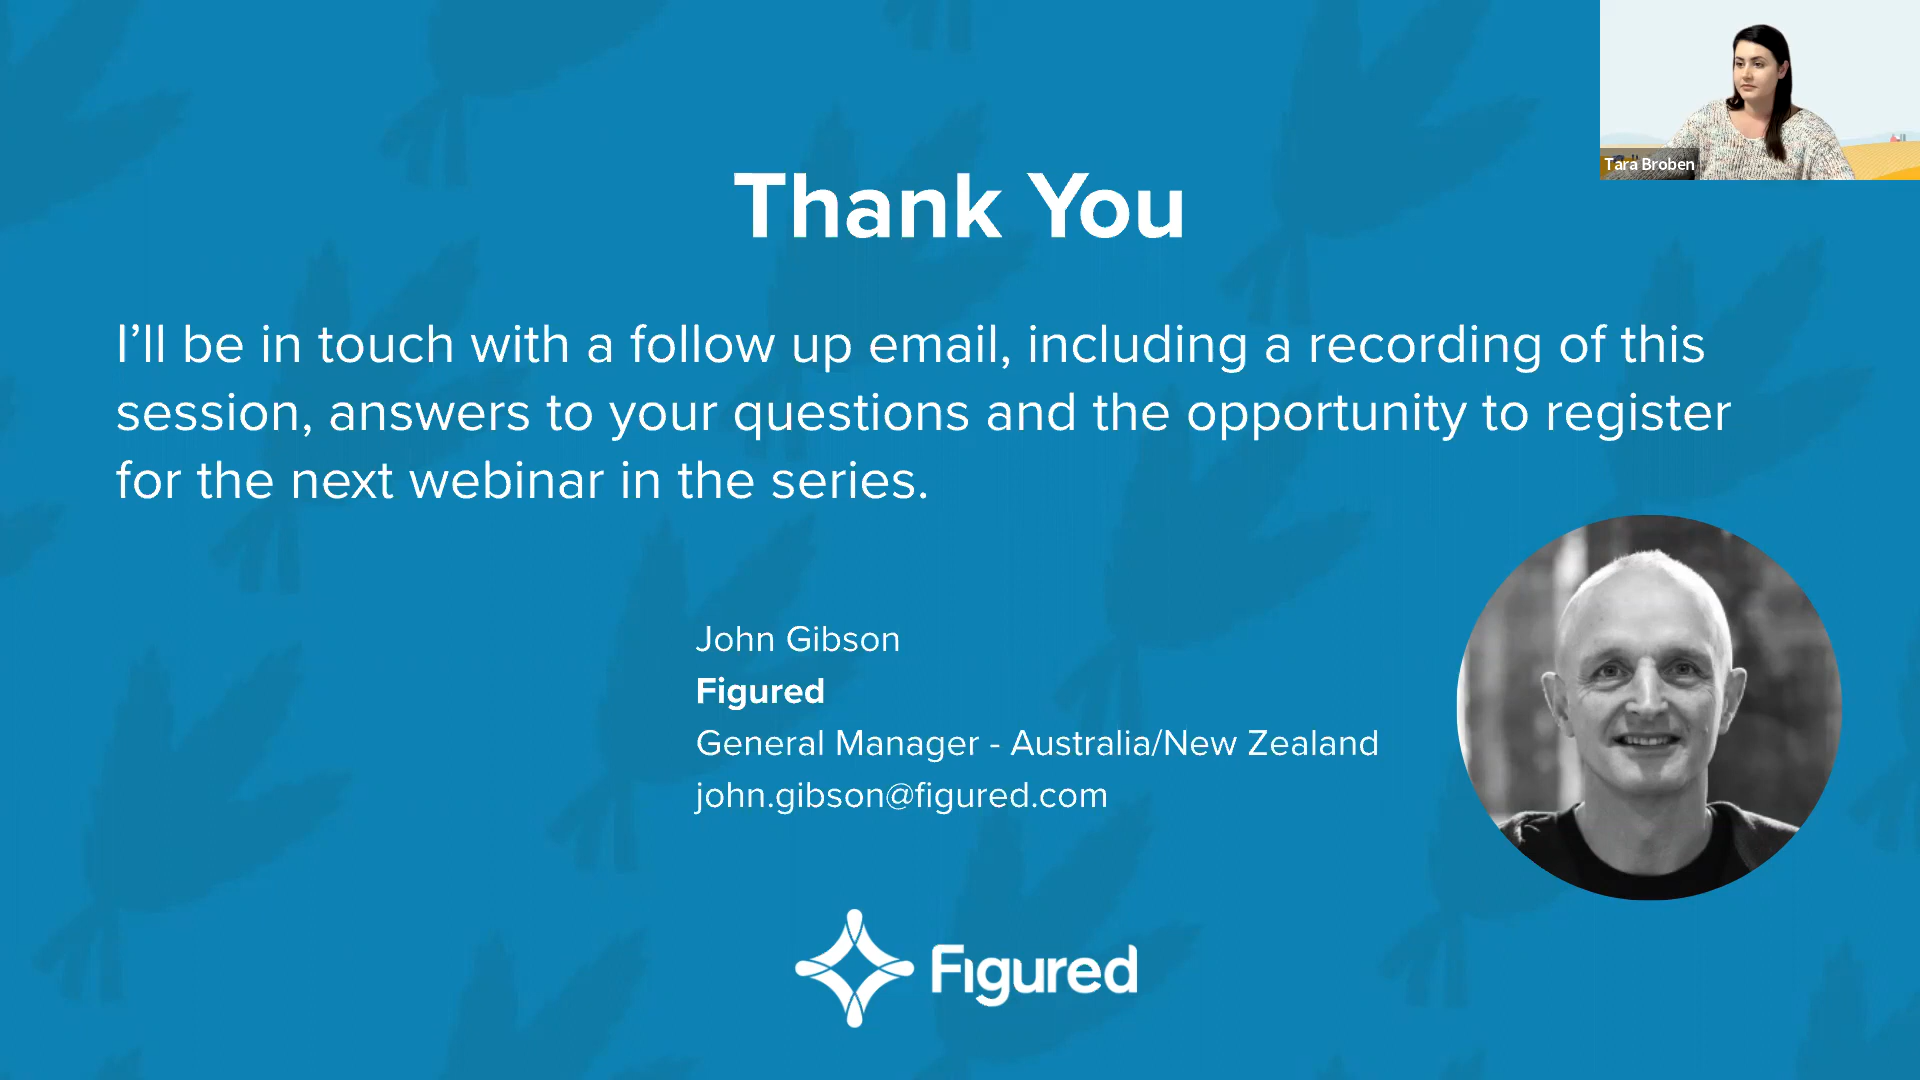 Tara Broben
Thank You
I’ll be in touch with a follow up email, including a recording of this
session, answers to your questions and the opportunity to register
for the next webinar in the series.
John Gibson
Figured
General Manager - Australia/New Zealand
john.gibson@figured.com
Figured